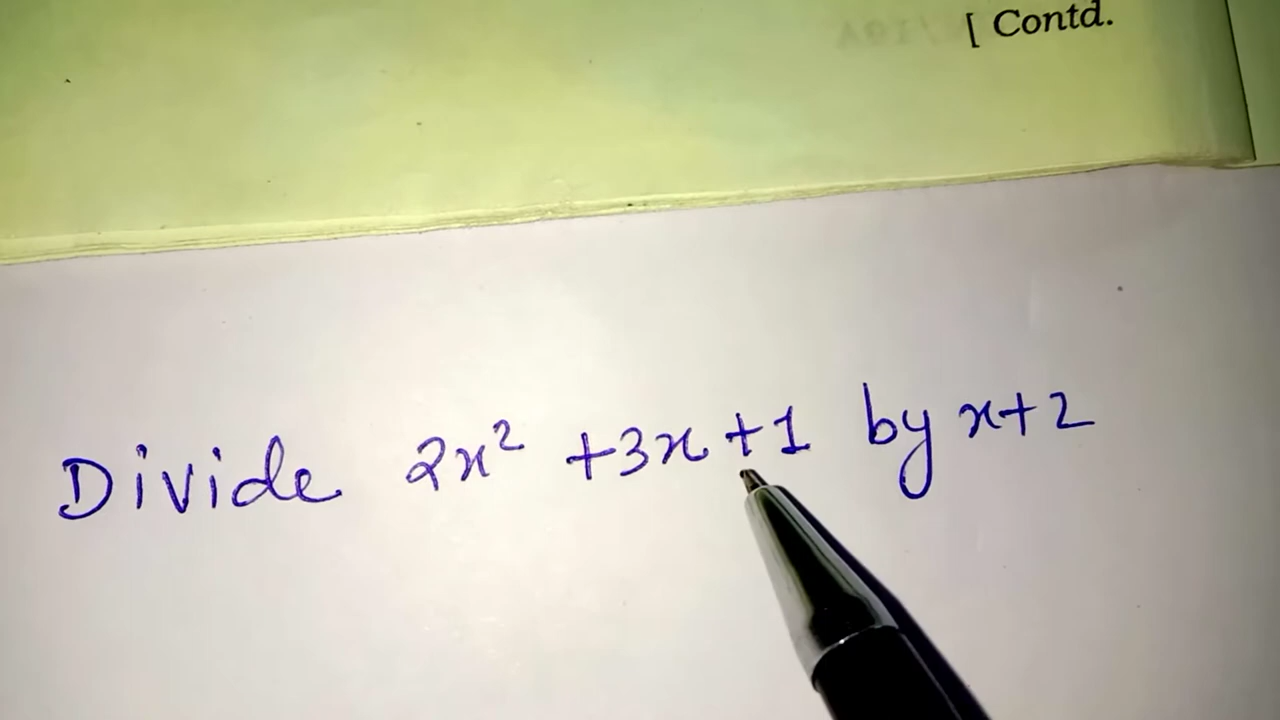 [ Contd.
Divide 2x² +3x +1 by x+2